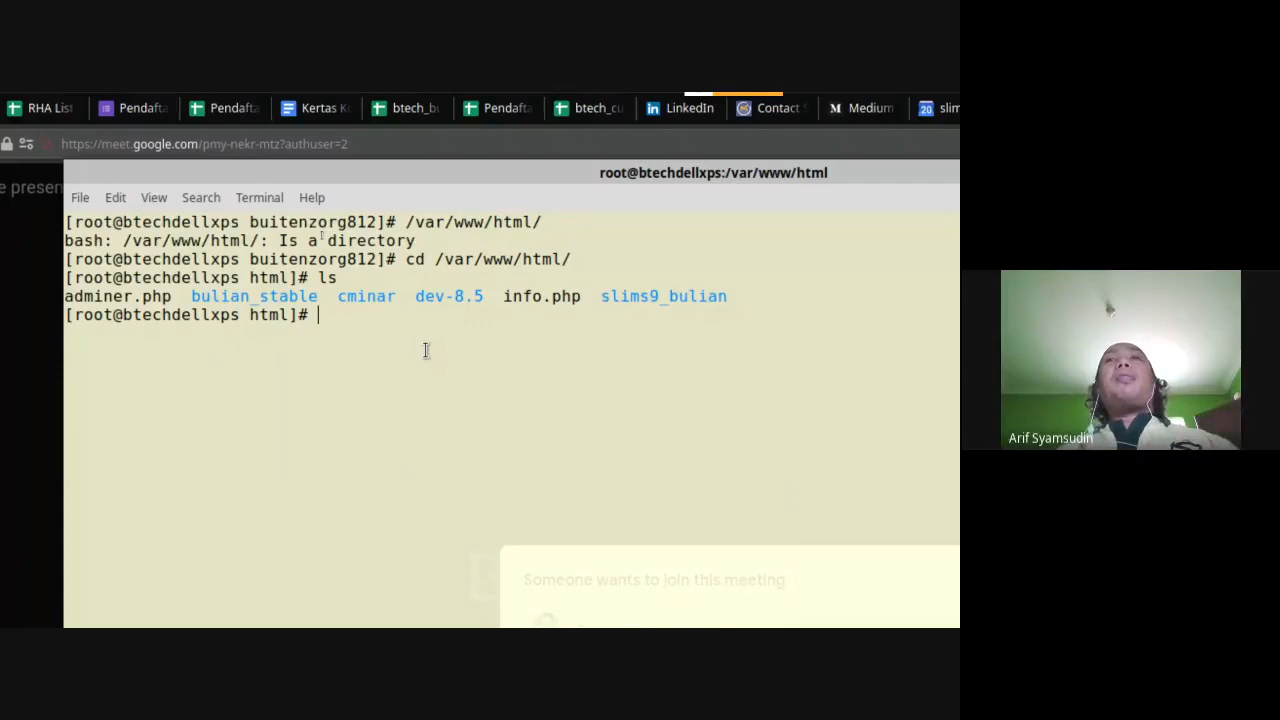 RHA List Pendafta Pendafta Kertas K btech_b Pendafta btech_cu LinkedIn Contact Medium slim
https://meet.google.com/pmy-nekr-mtz?authuser=2
e presen
root@btechdellxps:/var/www/html
File Edit View Search Terminal Help
[root@btechdellxps buitenzorg812]# /var/www/html/
bash: /var/www/html/: Is a directory
[root@btechdellxps buitenzorg812]# cd /var/www/html/
[root@btechdellxps html]# ls
adminer.php bulian_stable cminar dev-8.5 info.php slims9_bulian
[root@btechdellxps html]#
Someone wants to join this meeting
Arif Syamsudin